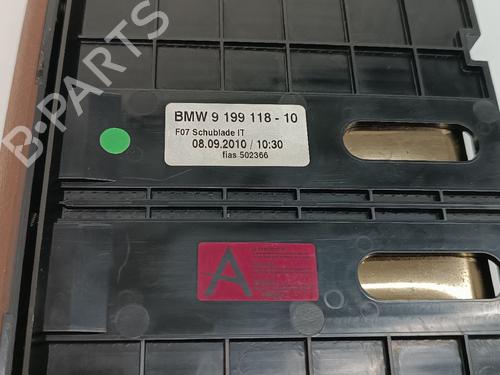 B-PARTS
BMW 9 199 118 - 10
F07 Schublade IT
08.09.2010 / 10:30
fias 502366
A